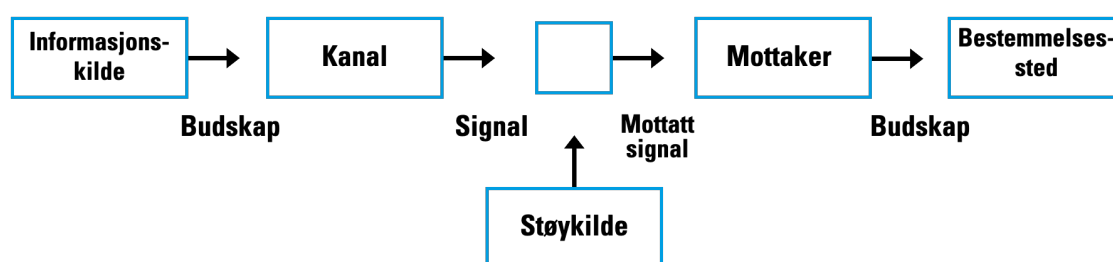 Informasjons-
kilde
Kanal
Mottaker
Bestemmelses-
sted
Budskap
Signal
Mottatt
signal
Budskap
Støykilde